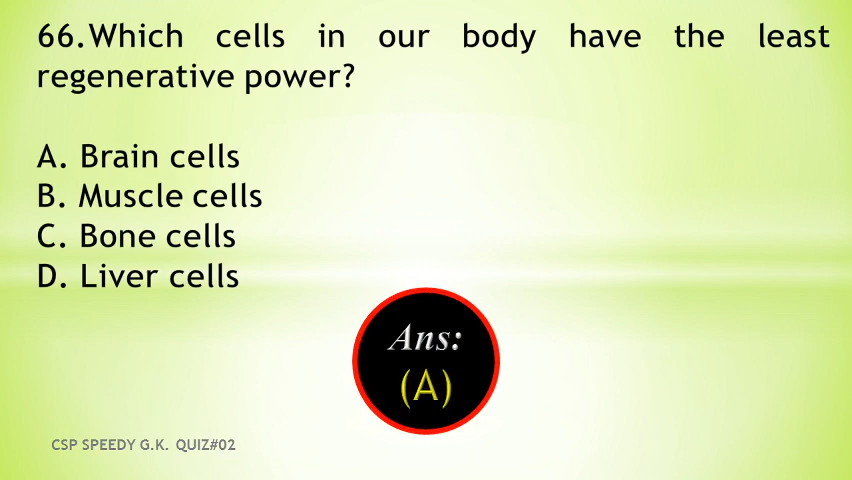 66.Which cells in our body have the least
regenerative power?
A. Brain cells
B. Muscle cells
C. Bone cells
D. Liver cells
Ans:
(A)
CSP SPEEDY G.K. QUIZ#02